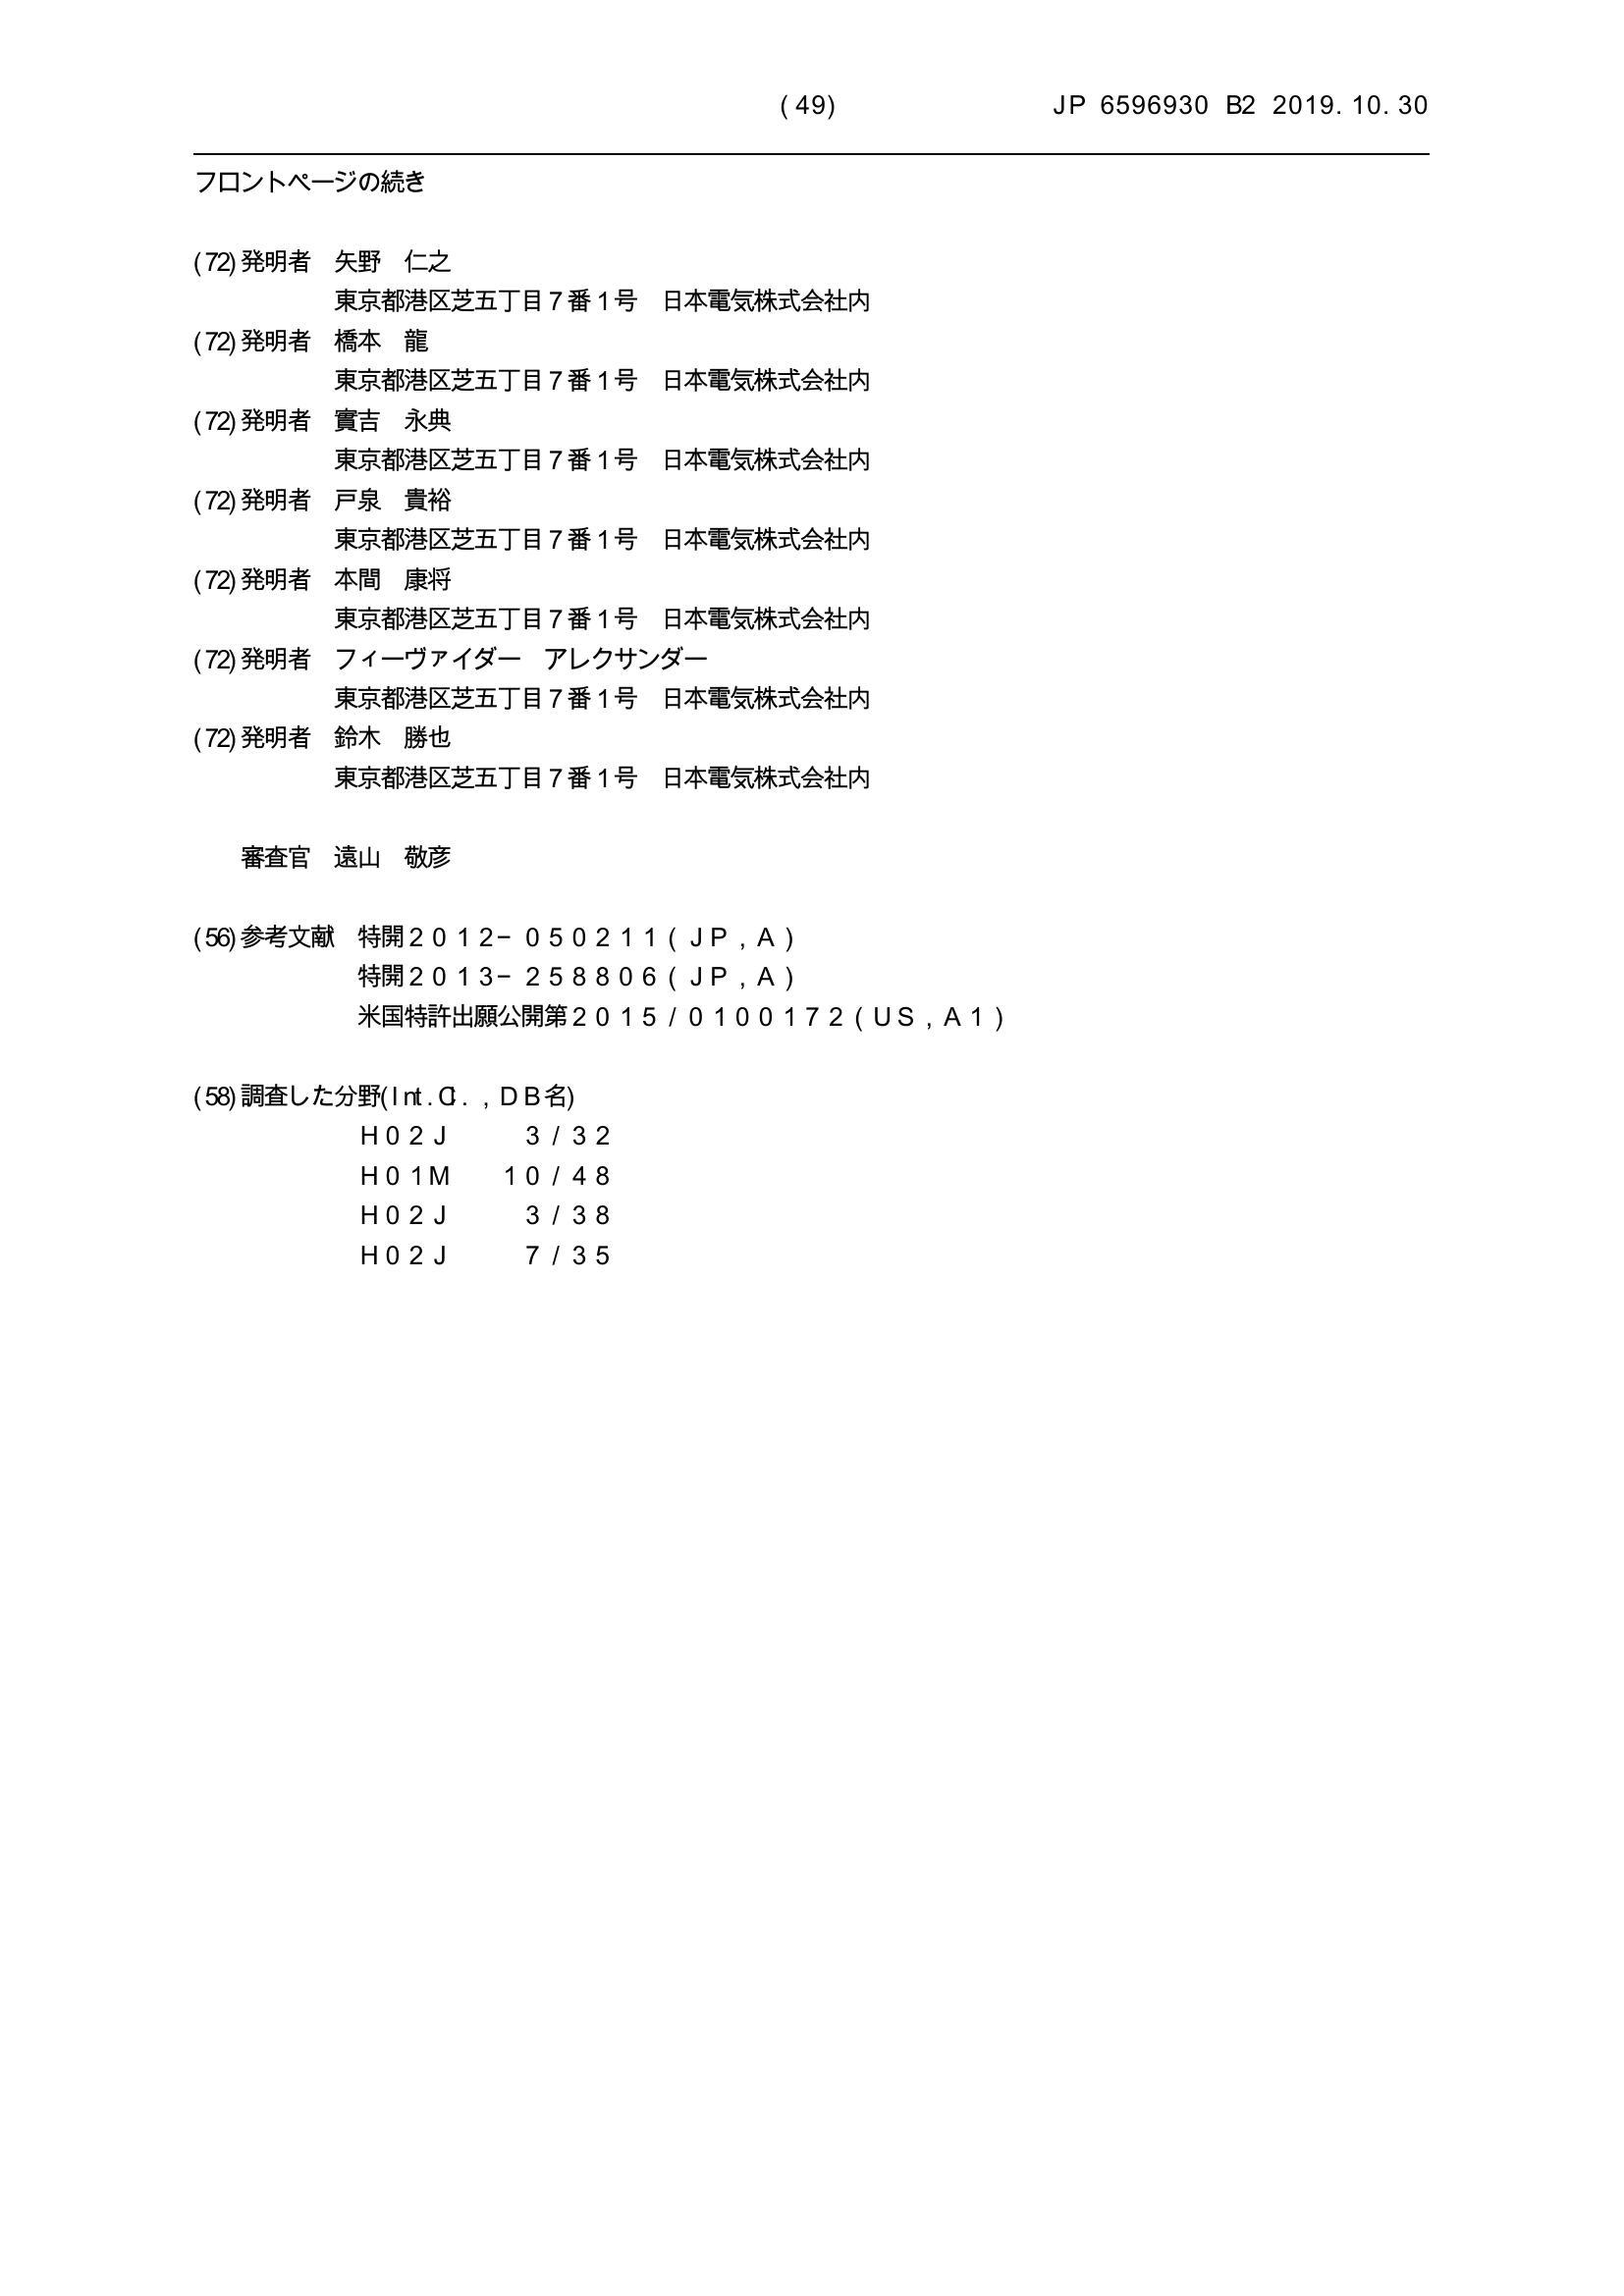 (49) JP 6596930 B2 2019.10.30
フロントページの続き
(72)発明者　矢野　仁之
東京都港区芝五丁目７番１号　日本電気株式会社内
(72)発明者　橋本　龍
東京都港区芝五丁目７番１号　日本電気株式会社内
(72)発明者　實吉　永典
東京都港区芝五丁目７番１号　日本電気株式会社内
(72)発明者　戸泉　貴裕
東京都港区芝五丁目７番１号　日本電気株式会社内
(72)発明者　本間　康将
東京都港区芝五丁目７番１号　日本電気株式会社内
(72)発明者　フィーヴァイダー　アレクサンダー
東京都港区芝五丁目７番１号　日本電気株式会社内
(72)発明者　鈴木　勝也
東京都港区芝五丁目７番１号　日本電気株式会社内
審査官　遠山　敬彦
(56)参考文献　特開２０１２－０５０２１１（ＪＰ，Ａ）
特開２０１３－２５８８０６（ＪＰ，Ａ）
米国特許出願公開第２０１５／０１００１７２（ＵＳ，Ａ１）
(58)調査した分野(Int.Cl.，ＤＢ名)
Ｈ０２Ｊ　　　３／３２
Ｈ０１Ｍ　　１０／４８
Ｈ０２Ｊ　　　３／３８
Ｈ０２Ｊ　　　７／３５